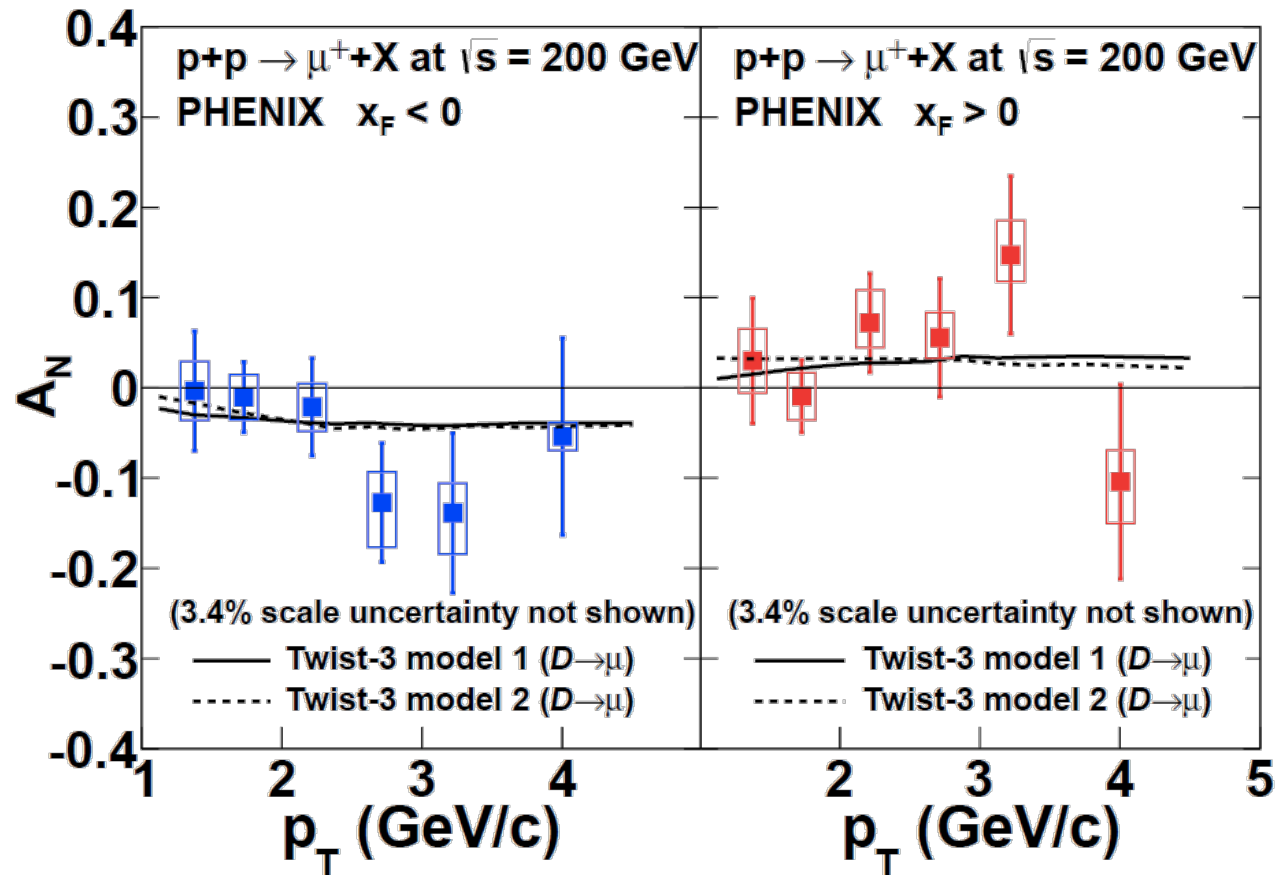 p+p → μ⁺+X at √s = 200 GeV
PHENIX x_F < 0
(3.4% scale uncertainty not shown)
Twist-3 model 1 (D→μ)
Twist-3 model 2 (D→μ)
p+p → μ⁺+X at √s = 200 GeV
PHENIX x_F > 0
(3.4% scale uncertainty not shown)
Twist-3 model 1 (D→μ)
Twist-3 model 2 (D→μ)
A_N
0.4
0.3
0.2
0.1
0
-0.1
-0.2
-0.3
-0.4
1 2 3 4
2 3 4 5
p_T (GeV/c)
p_T (GeV/c)